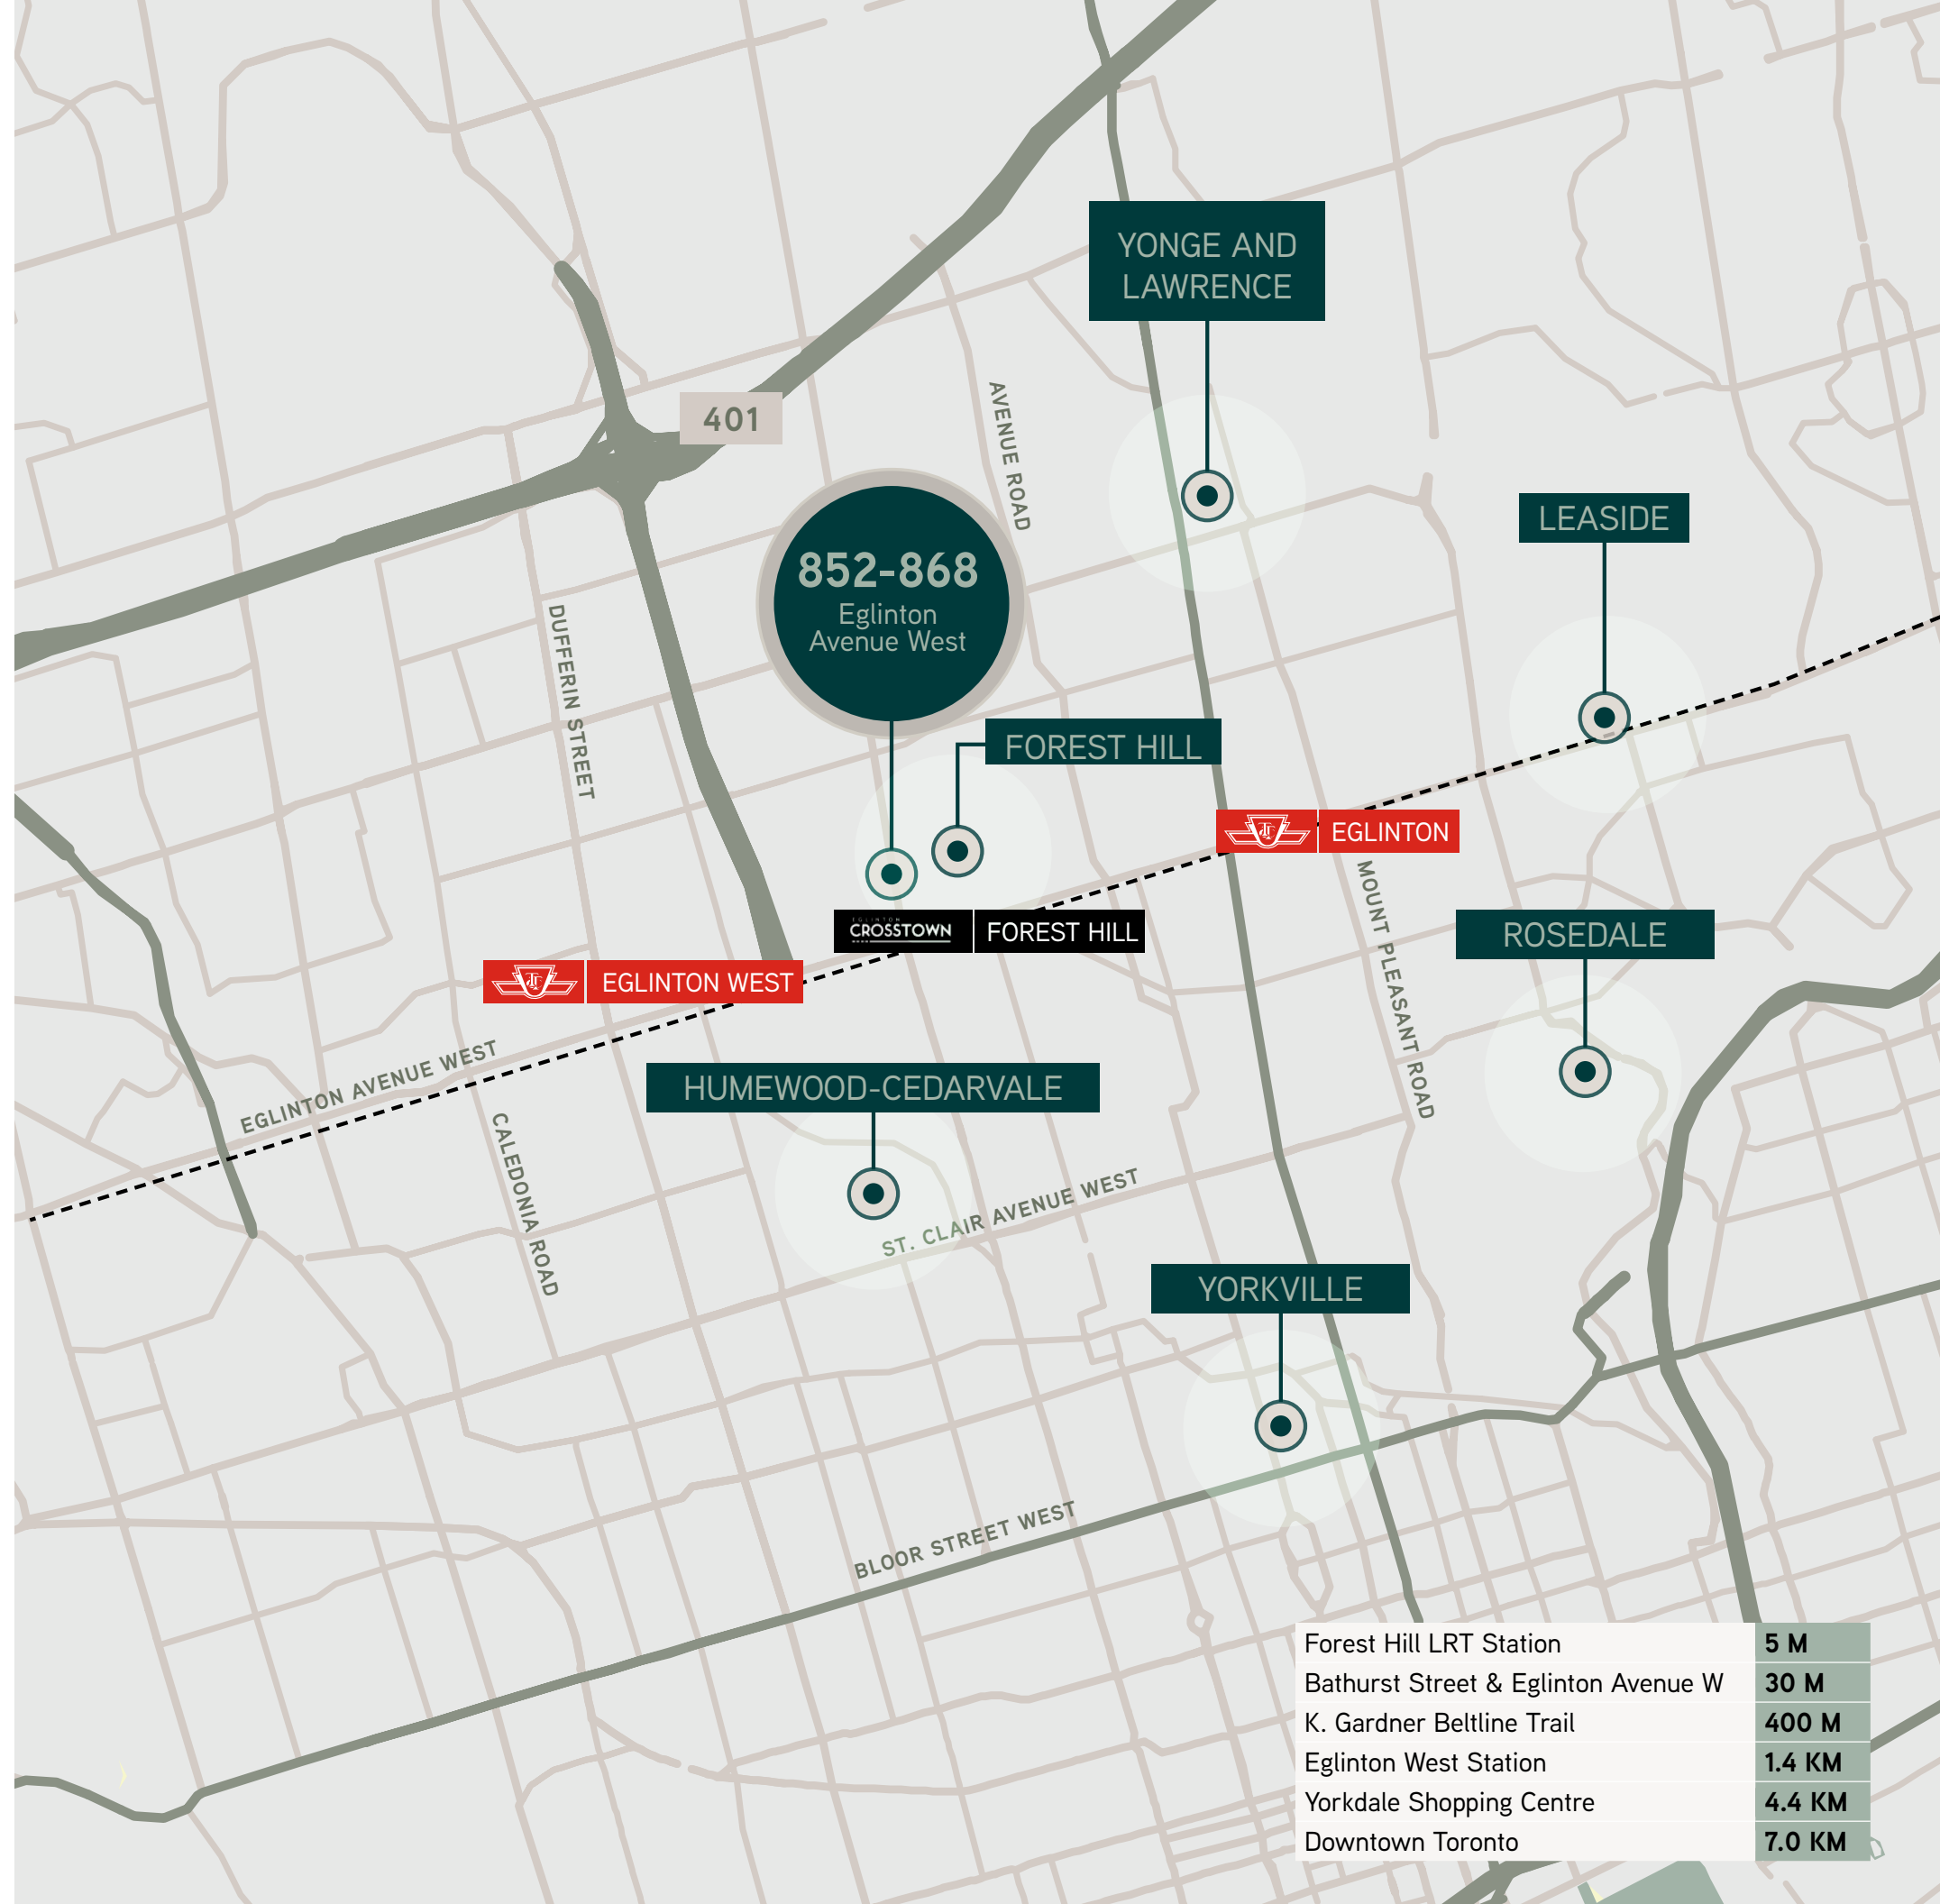 YONGE AND
LAWRENCE
401
AVENUE ROAD
LEASIDE
852-868
Eglinton
Avenue West
DUFFERIN STREET
FOREST HILL
TTC EGLINTON
MOUNT PLEASANT ROAD
EGLINTON
CROSSTOWN FOREST HILL
ROSEDALE
TTC EGLINTON WEST
EGLINTON AVENUE WEST
HUMEWOOD-CEDARVALE
CALEDONIA ROAD
ST. CLAIR AVENUE WEST
YORKVILLE
BLOOR STREET WEST
Forest Hill LRT Station 5 M
Bathurst Street & Eglinton Avenue W 30 M
K. Gardner Beltline Trail 400 M
Eglinton West Station 1.4 KM
Yorkdale Shopping Centre 4.4 KM
Downtown Toronto 7.0 KM